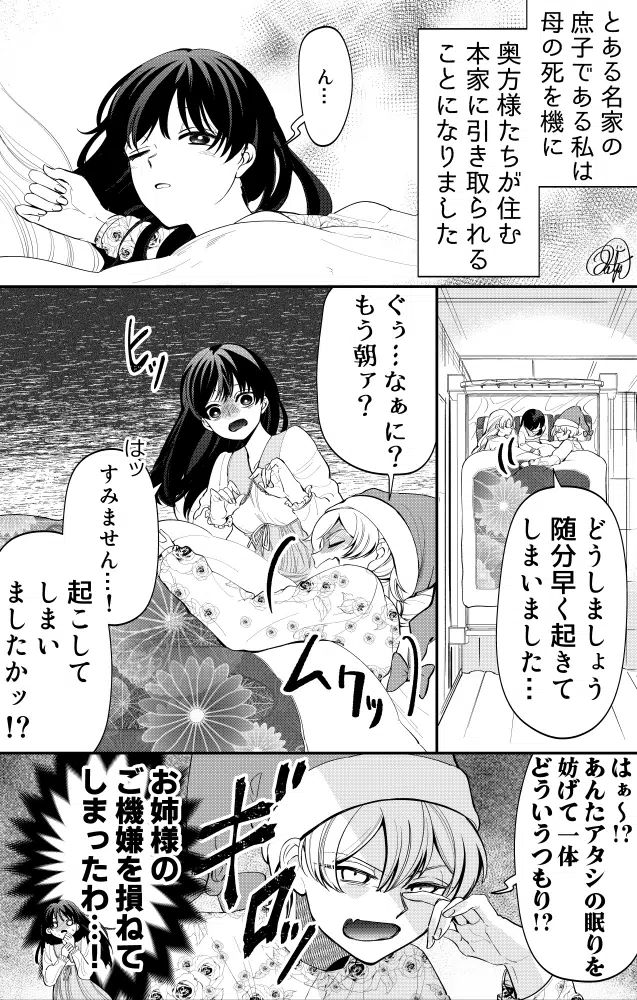 とある名家の
庶子である私は
母の死を機に
奥方様たちが住む
本家に引き取られる
ことになりました
ん…
どうしましょう
随分早く起きて
しまいました…
ぐぅ…なぁに？
もう朝ァ？
ヒッ
はッ
すみません…！
起こして
しまい
ましたかッ!?
ムクッ
はぁ～!?
あんたアタシの眠りを
妨げて一体
どういうつもり!?
ギロッ
お姉様の
ご機嫌を損ねて
しまったわ…！